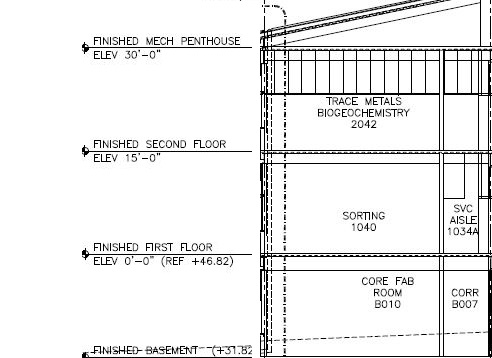 FINISHED MECH PENTHOUSE
ELEV 30'-0"
TRACE METALS
BIOGEOCHEMISTRY
2042
FINISHED SECOND FLOOR
ELEV 15'-0"
SORTING
1040
SVC
AISLE
1034A
FINISHED FIRST FLOOR
ELEV 0'-0" (REF +46.82)
CORE FAB
ROOM
B010
CORR
B007
FINISHED BASEMENT (+31.82